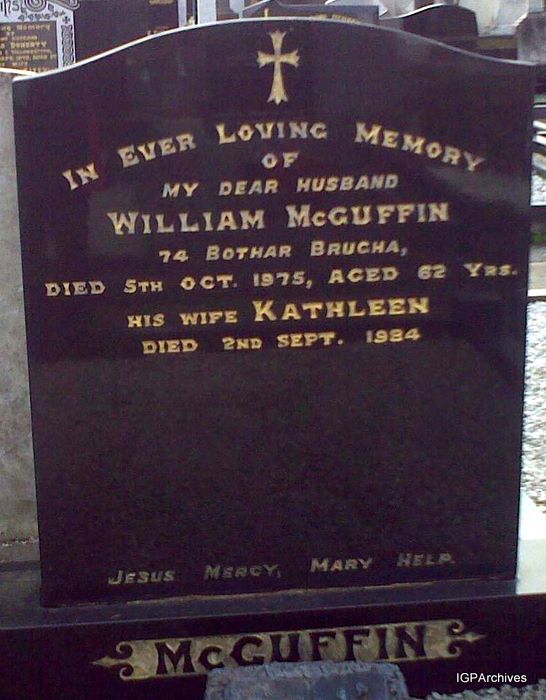 DOHERTY
IN EVER LOVING MEMORY
OF
MY DEAR HUSBAND
WILLIAM McGUFFIN
74 BOTHAR BRUCHA,
DIED 5TH OCT. 1975, AGED 62 YRS.
HIS WIFE KATHLEEN
DIED 2ND SEPT. 1984
JESUS MERCY, MARY HELP.
McGUFFIN
IGPArchives